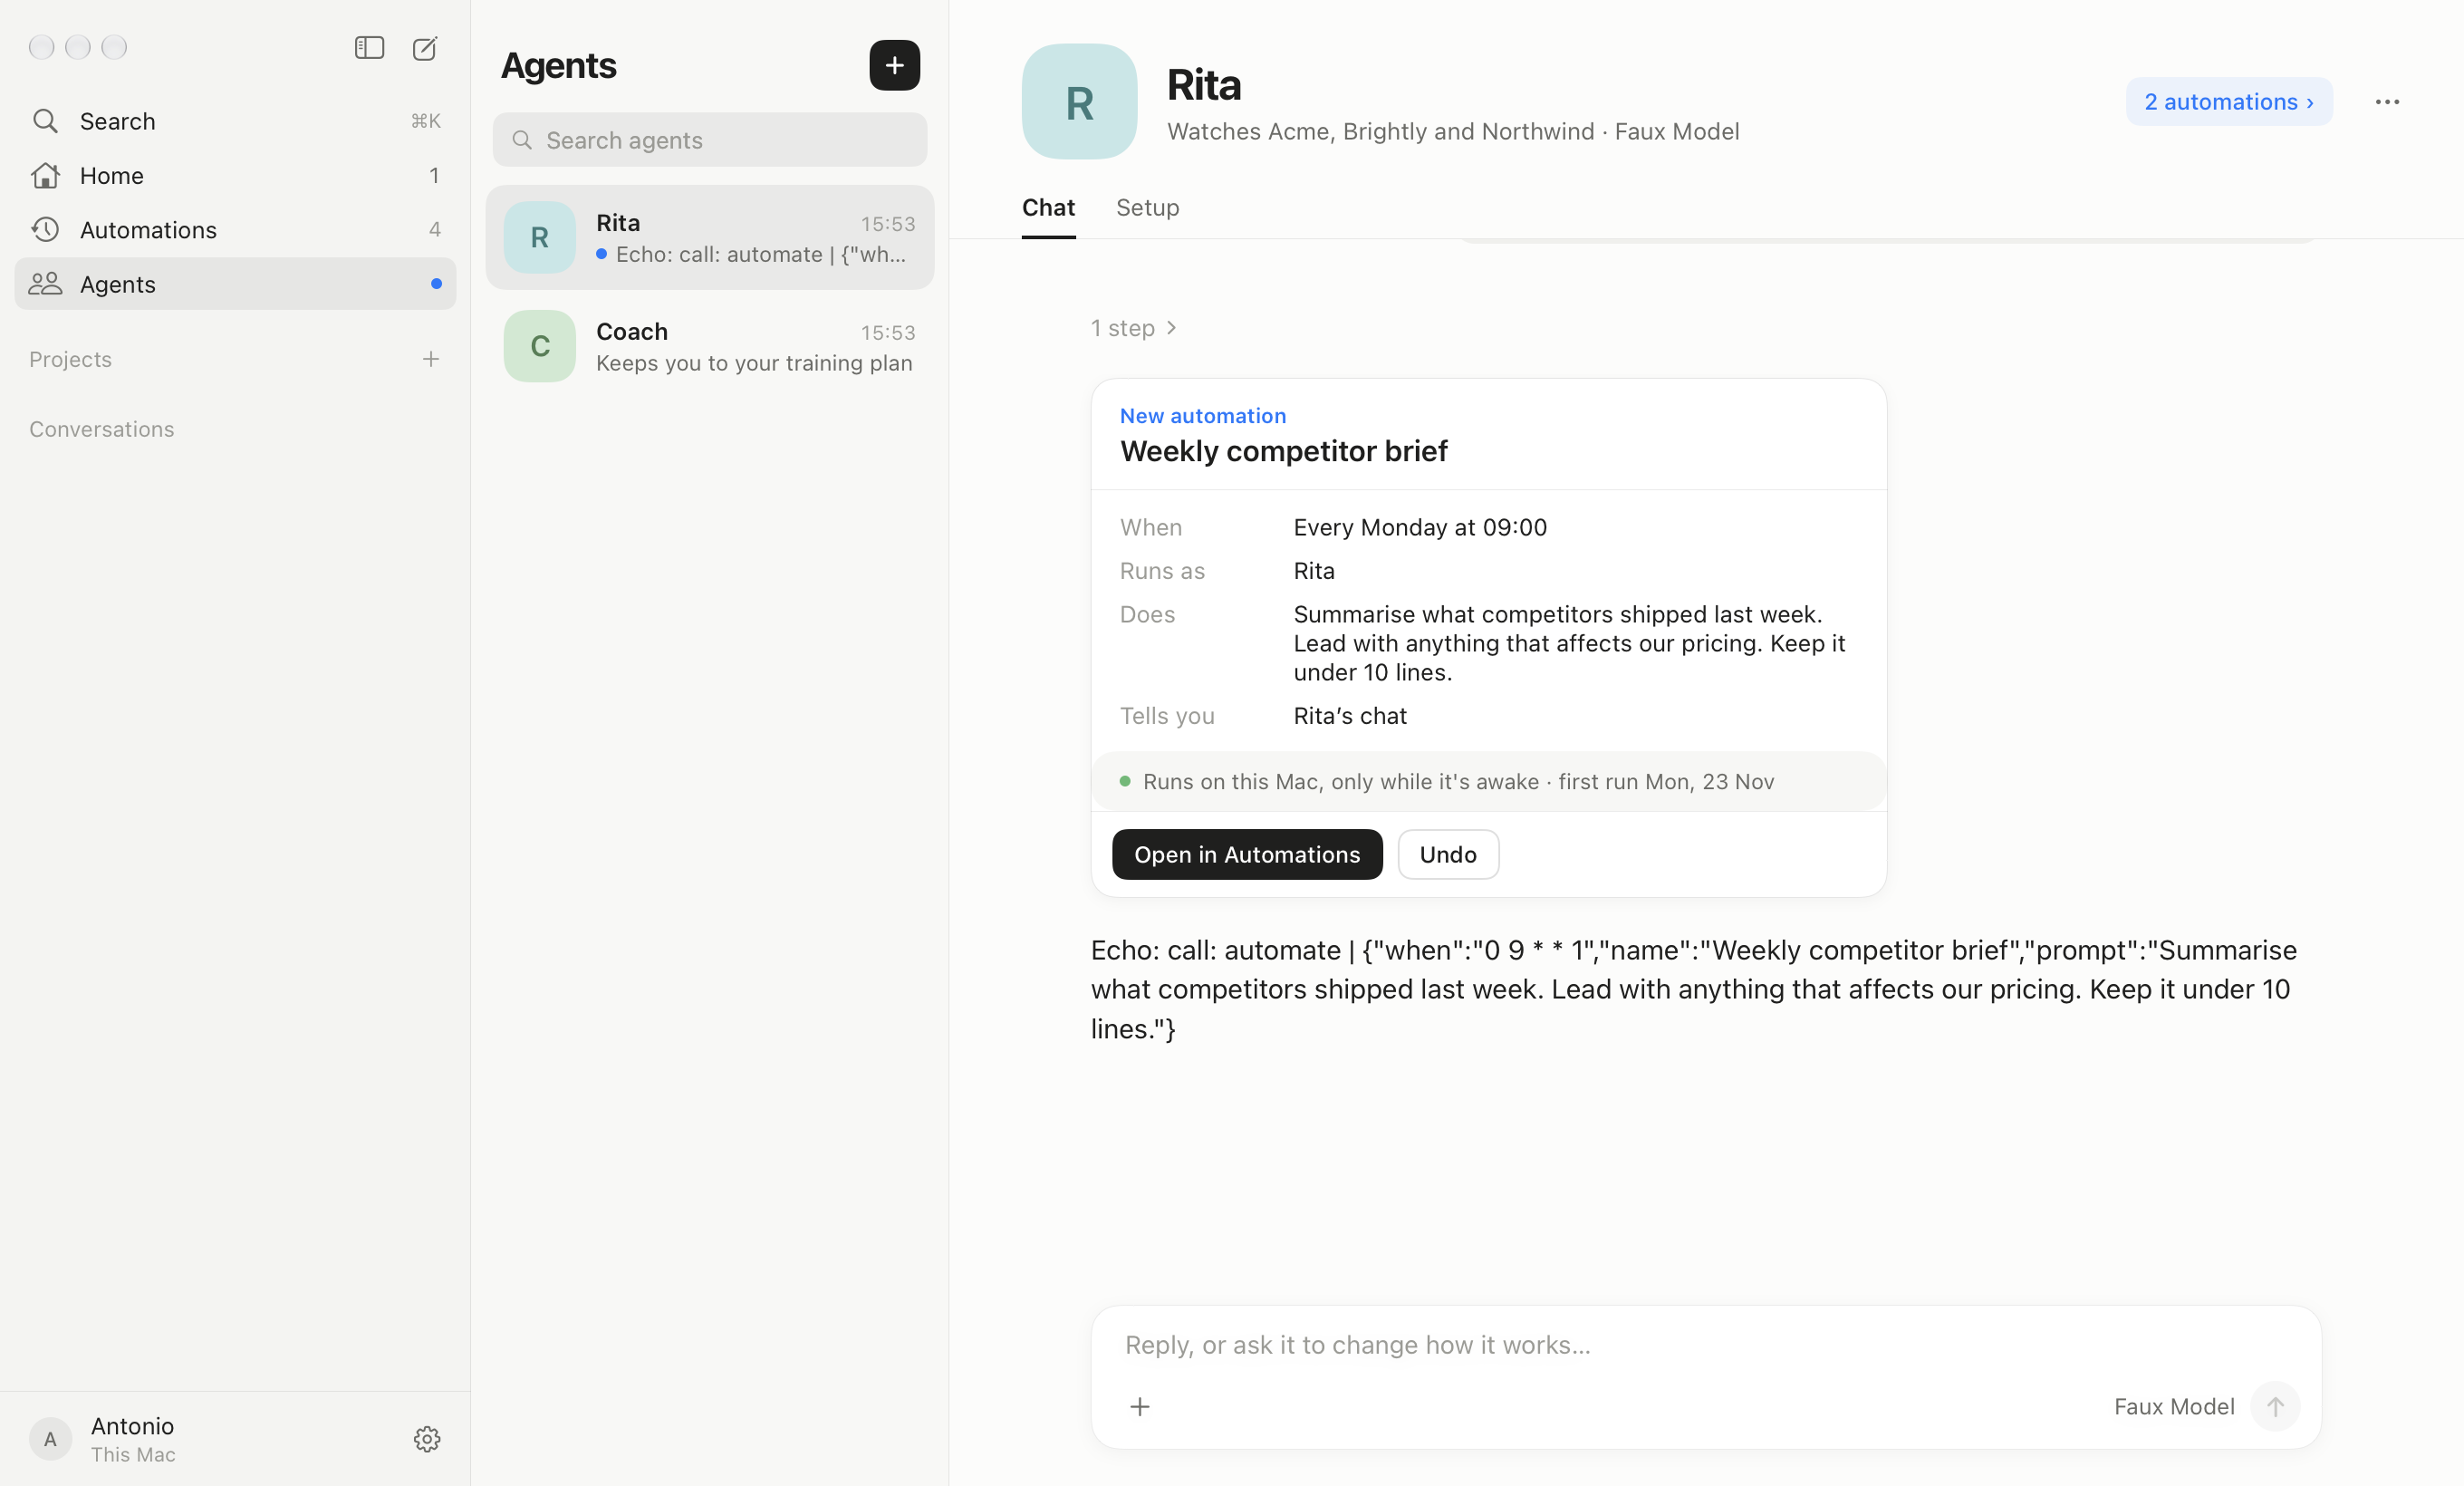 Search ⌘K
Home 1
Automations 4
Agents
Projects
Conversations
A
Antonio
This Mac
Agents
Search agents
R
Rita 15:53
Echo: call: automate | {"wh...
C
Coach 15:53
Keeps you to your training plan
R
Rita
Watches Acme, Brightly and Northwind · Faux Model
2 automations ›
Chat Setup
1 step
New automation
Weekly competitor brief
When Every Monday at 09:00
Runs as Rita
Does Summarise what competitors shipped last week.
Lead with anything that affects our pricing. Keep it
under 10 lines.
Tells you Rita’s chat
Runs on this Mac, only while it's awake · first run Mon, 23 Nov
Open in Automations Undo
Echo: call: automate | {"when":"0 9 * * 1","name":"Weekly competitor brief","prompt":"Summarise
what competitors shipped last week. Lead with anything that affects our pricing. Keep it under 10
lines."}
Reply, or ask it to change how it works...
Faux Model